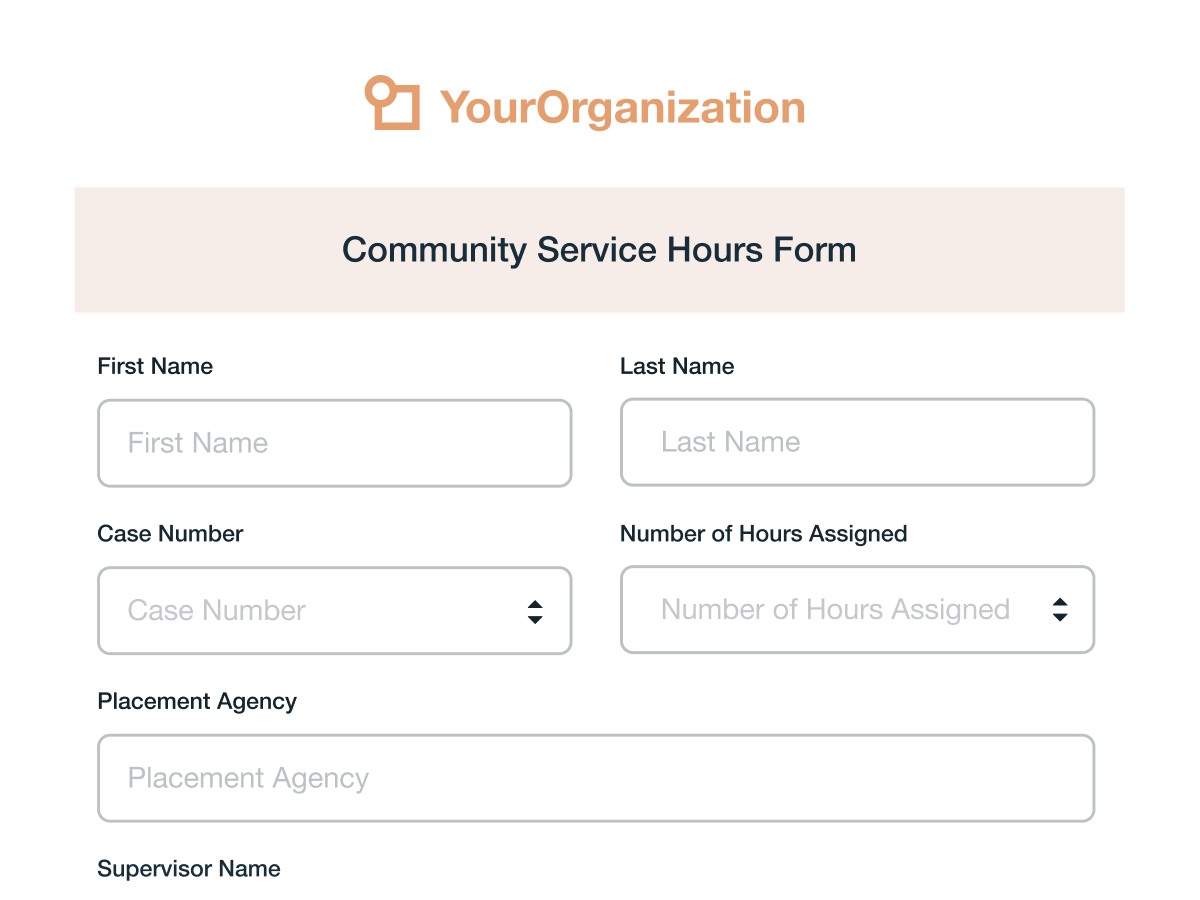 YourOrganization
Community Service Hours Form
First Name
Last Name
First Name
Last Name
Case Number
Number of Hours Assigned
Case Number
Number of Hours Assigned
Placement Agency
Placement Agency
Supervisor Name